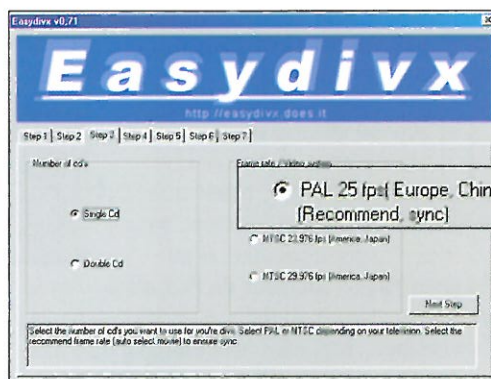 Easydivx v0,71
Easydivx
http://easydivx.does.it
Step 1 Step 2 Step 3 Step 4 Step 5 Step 6 Step 7
Number of cd's
Frame rate / Video system
Single Cd
PAL 25 fps( Europe, Chin
(Recommend, sync)
Double Cd
NTSC 23,976 fps (America, Japan)
NTSC 29,976 fps (America, Japan)
Next Step
Select the number of cd's you want to use for you're divx. Select PAL or NTSC depending on your television. Select the
recommend frame rate (auto select movie) to ensure sync